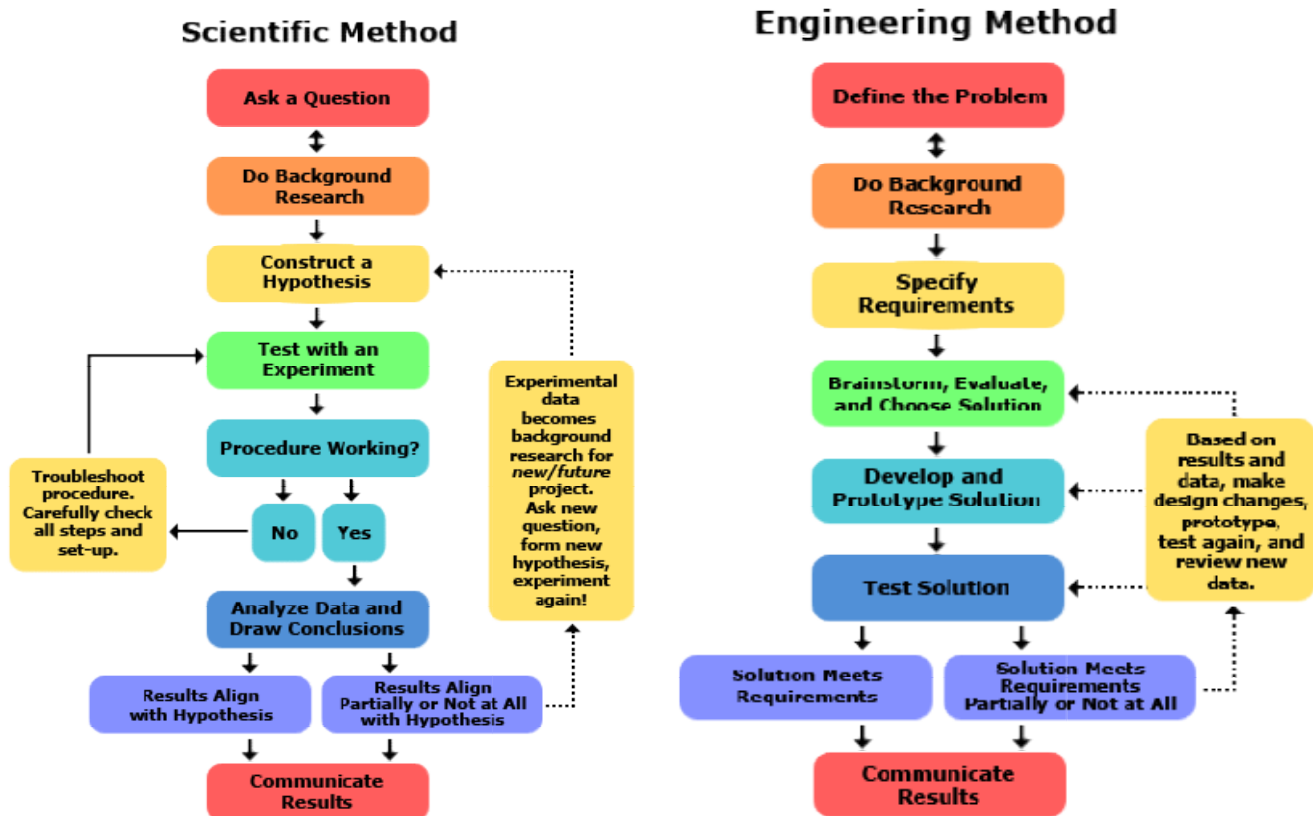 Scientific Method
Ask a Question
Do Background
Research
Construct a
Hypothesis
Test with an
Experiment
Procedure Working?
No
Yes
Troubleshoot
procedure.
Carefully check
all steps and
set-up.
Experimental
data
becomes
background
research for
new/future
project.
Ask new
question,
form new
hypothesis,
experiment
again!
Analyze Data and
Draw Conclusions
Results Align
with Hypothesis
Results Align
Partially or Not at All
with Hypothesis
Communicate
Results
Engineering Method
Define the Problem
Do Background
Research
Specify
Requirements
Brainstorm, Evaluate,
and Choose Solution
Develop and
Prototype Solution
Test Solution
Based on
results and
data, make
design changes,
prototype,
test again, and
review new
data.
Solution Meets
Requirements
Solution Meets
Requirements
Partially or Not at All
Communicate
Results